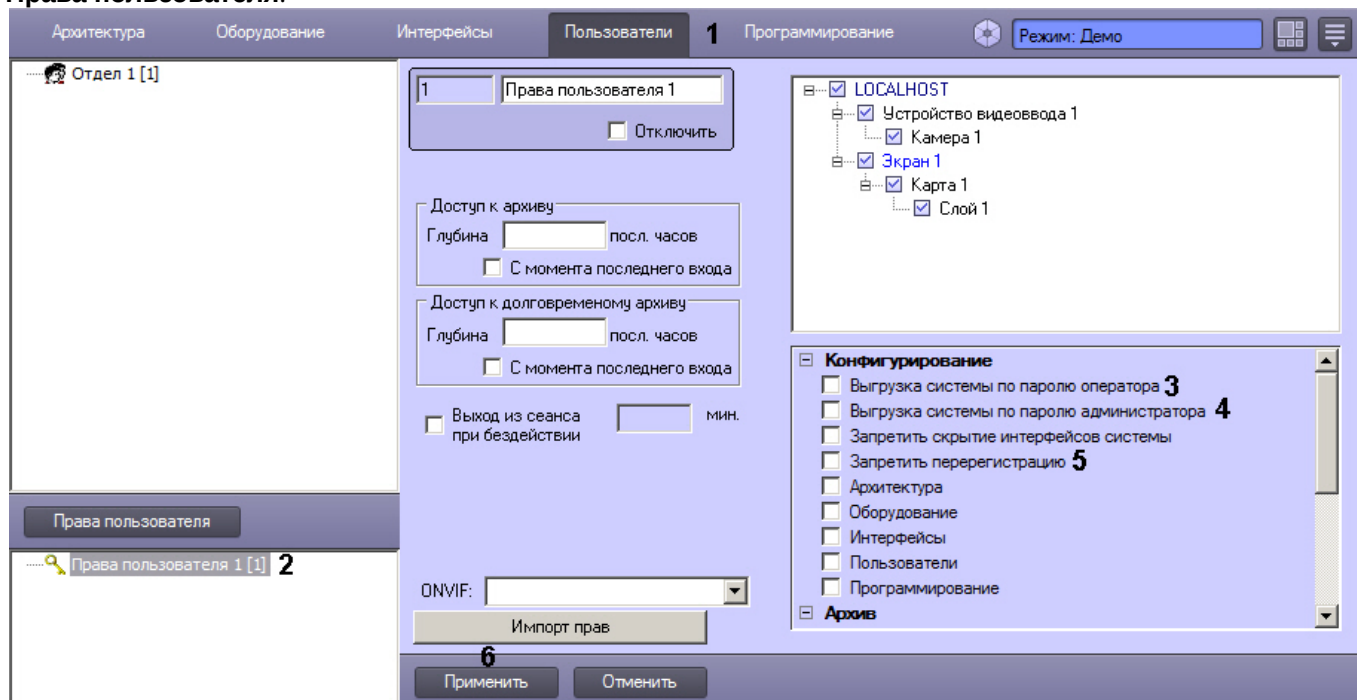 Права пользователя.
Архитектура Оборудование Интерфейсы Пользователи 1 Программирование Режим: Демо
Отдел 1 [1]
1 Права пользователя 1
Отключить
Доступ к архиву
Глубина посл. часов
С момента последнего входа
Доступ к долговременому архиву
Глубина посл. часов
С момента последнего входа
Выход из сеанса при бездействии мин.
ONVIF:
Импорт прав
6
Применить Отменить
Права пользователя
Права пользователя 1 [1] 2
LOCALHOST
Устройство видеоввода 1
Камера 1
Экран 1
Карта 1
Слой 1
Конфигурирование
Выгрузка системы по паролю оператора 3
Выгрузка системы по паролю администратора 4
Запретить скрытие интерфейсов системы
Запретить перерегистрацию 5
Архитектура
Оборудование
Интерфейсы
Пользователи
Программирование
Архив